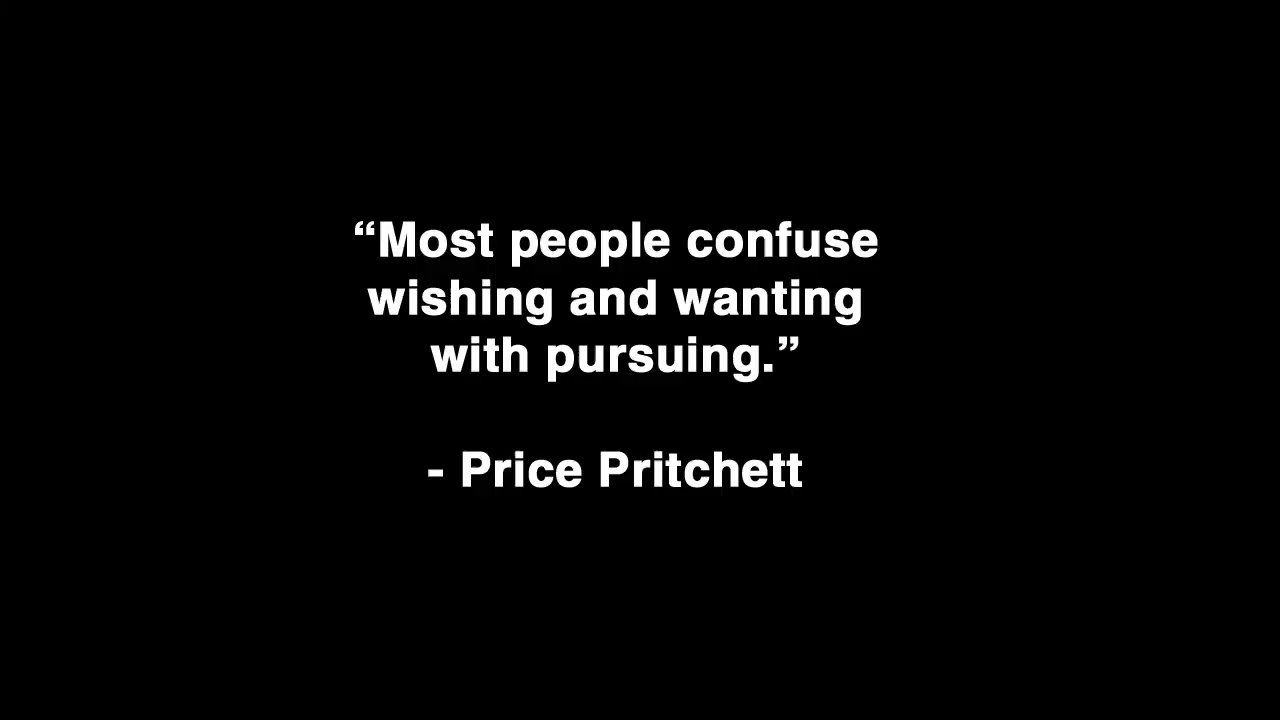 “Most people confuse
wishing and wanting
with pursuing.”
- Price Pritchett